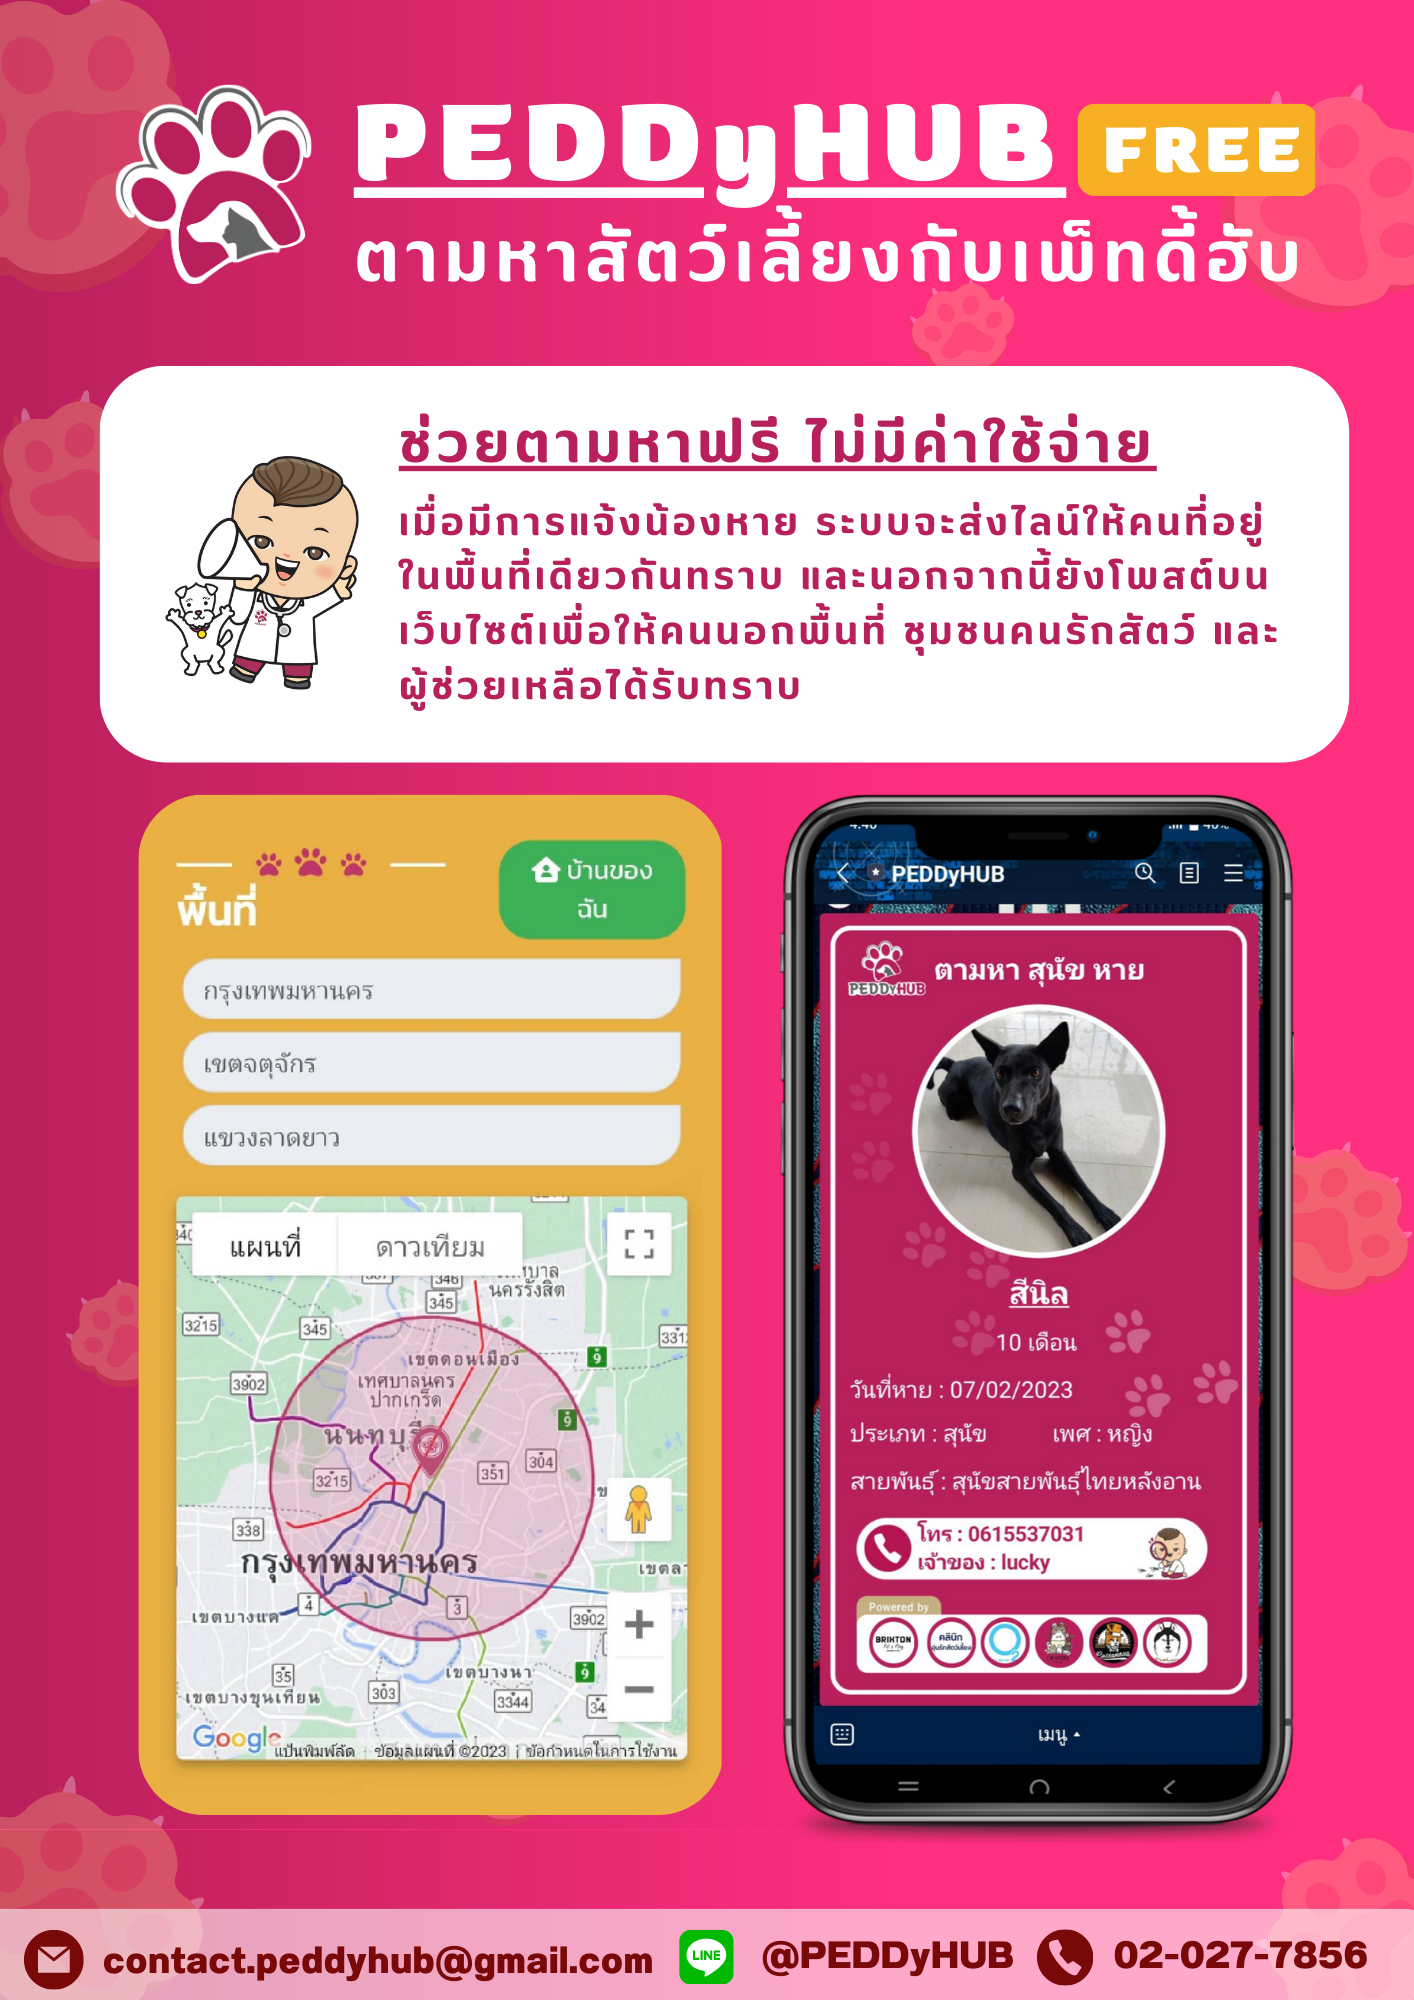 PEDDyHUB FREE
ตามหาสัตว์เลี้ยงกับเพ็ทดี้ฮับ
ช่วยตามหาฟรี ไม่มีค่าใช้จ่าย
เมื่อมีการแจ้งน้องหาย ระบบจะส่งไลน์ให้คนที่อยู่
ในพื้นที่เดียวกันทราบ และนอกจากนี้ยังโพสต์บน
เว็บไซต์เพื่อให้คนนอกพื้นที่ ชุมชนคนรักสัตว์ และ
ผู้ช่วยเหลือได้รับทราบ
พื้นที่
บ้านของ
ฉัน
กรุงเทพมหานคร
เขตจตุจักร
แขวงลาดยาว
แผนที่ ดาวเทียม
346
นครรังสิต
345
3215
345
9
เขตดอนเมือง
เทศบาลนคร
ปากเกร็ด
3902
9
นนทบุรี
304
351
3215
338
กรุงเทพมหานคร
เขตบางแค
4
3
3902
เขตบางนา
9
35
เขตบางขุนเทียน
303
3344
34
Google
แป้นพิมพ์ลัด
ข้อมูลแผนที่ ©2023
ข้อกำหนดในการใช้งาน
PEDDyHUB
PEDDyHUB
ตามหา สุนัข หาย
สีนิล
10 เดือน
วันที่หาย : 07/02/2023
ประเภท : สุนัข เพศ : หญิง
สายพันธุ์ : สุนัขสายพันธุ์ไทยหลังอาน
โทร : 0615537031
เจ้าของ : lucky
Powered by
BRIXTON
คลินิก
เมนู
contact.peddyhub@gmail.com LINE @PEDDyHUB 02-027-7856